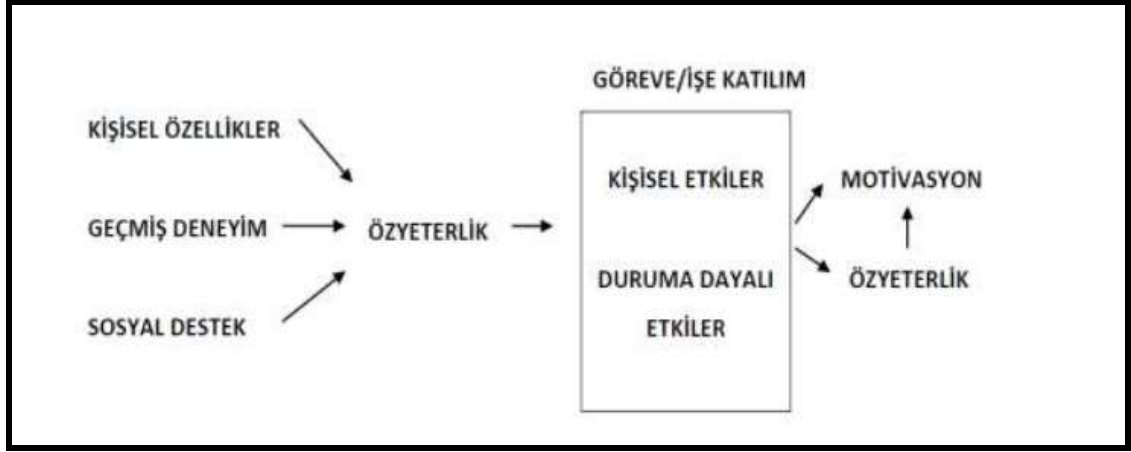 GÖREVE/İŞE KATILIM
KİŞİSEL ÖZELLİKLER
GEÇMİŞ DENEYİM
SOSYAL DESTEK
ÖZYETERLİK
KİŞİSEL ETKİLER
DURUMA DAYALI
ETKİLER
MOTİVASYON
ÖZYETERLİK